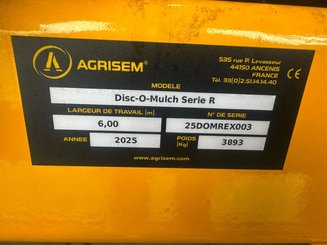 AGRISEM®
535 rue P. Levasseur
44150 ANCENIS
FRANCE
Tél. 33(0)2.51.14.14.40
CE
MODELE
Disc-O-Mulch Serie R
LARGEUR DE TRAVAIL [m]
N° DE SERIE
6,00
25DOMREX003
ANNEE
2025
POIDS [Kg]
3893
www.agrisem.com